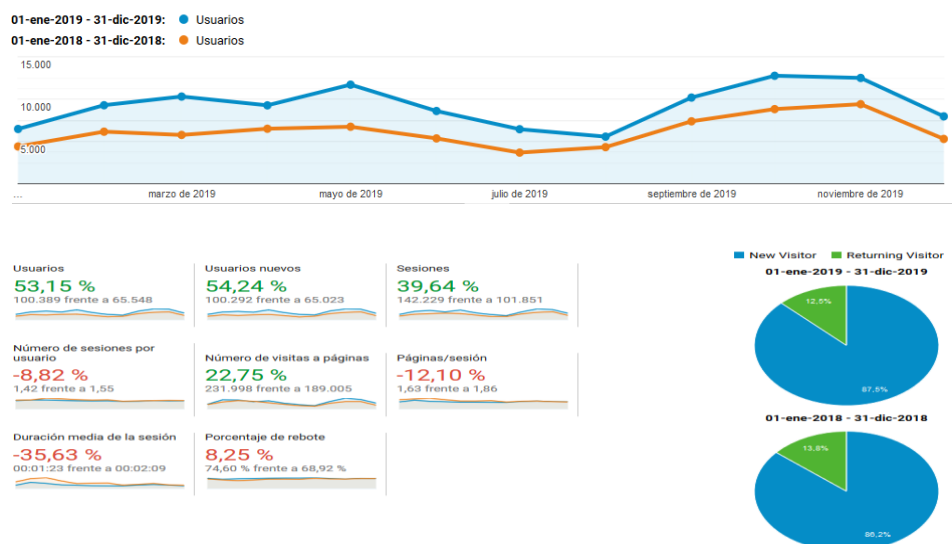 01-ene-2019 - 31-dic-2019: Usuarios
01-ene-2018 - 31-dic-2018: Usuarios
15.000
10.000
5.000
...
marzo de 2019
mayo de 2019
julio de 2019
septiembre de 2019
noviembre de 2019
Usuarios
53,15 %
100.389 frente a 65.548
Usuarios nuevos
54,24 %
100.292 frente a 65.023
Sesiones
39,64 %
142.229 frente a 101.851
Número de sesiones por
usuario
-8,82 %
1,42 frente a 1,55
Número de visitas a páginas
22,75 %
231.998 frente a 189.005
Páginas/sesión
-12,10 %
1,63 frente a 1,86
Duración media de la sesión
-35,63 %
00:01:23 frente a 00:02:09
Porcentaje de rebote
8,25 %
74,60 % frente a 68,92 %
New Visitor Returning Visitor
01-ene-2019 - 31-dic-2019
12,5%
87,5%
01-ene-2018 - 31-dic-2018
13,8%
86,2%